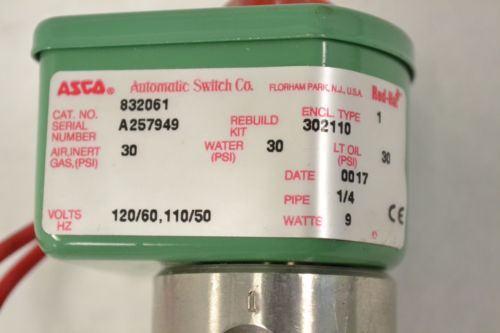 ASCO® Automatic Switch Co. FLORHAM PARK, N.J., U.S.A. Red-Hat
CAT. NO. 832061 ENCL. TYPE 1
SERIAL NUMBER A257949 REBUILD KIT 302110
AIR,INERT GAS,(PSI) 30 WATER (PSI) 30 LT OIL (PSI) 30
DATE 0017
PIPE 1/4
VOLTS HZ 120/60,110/50 WATTS 9 CE
1